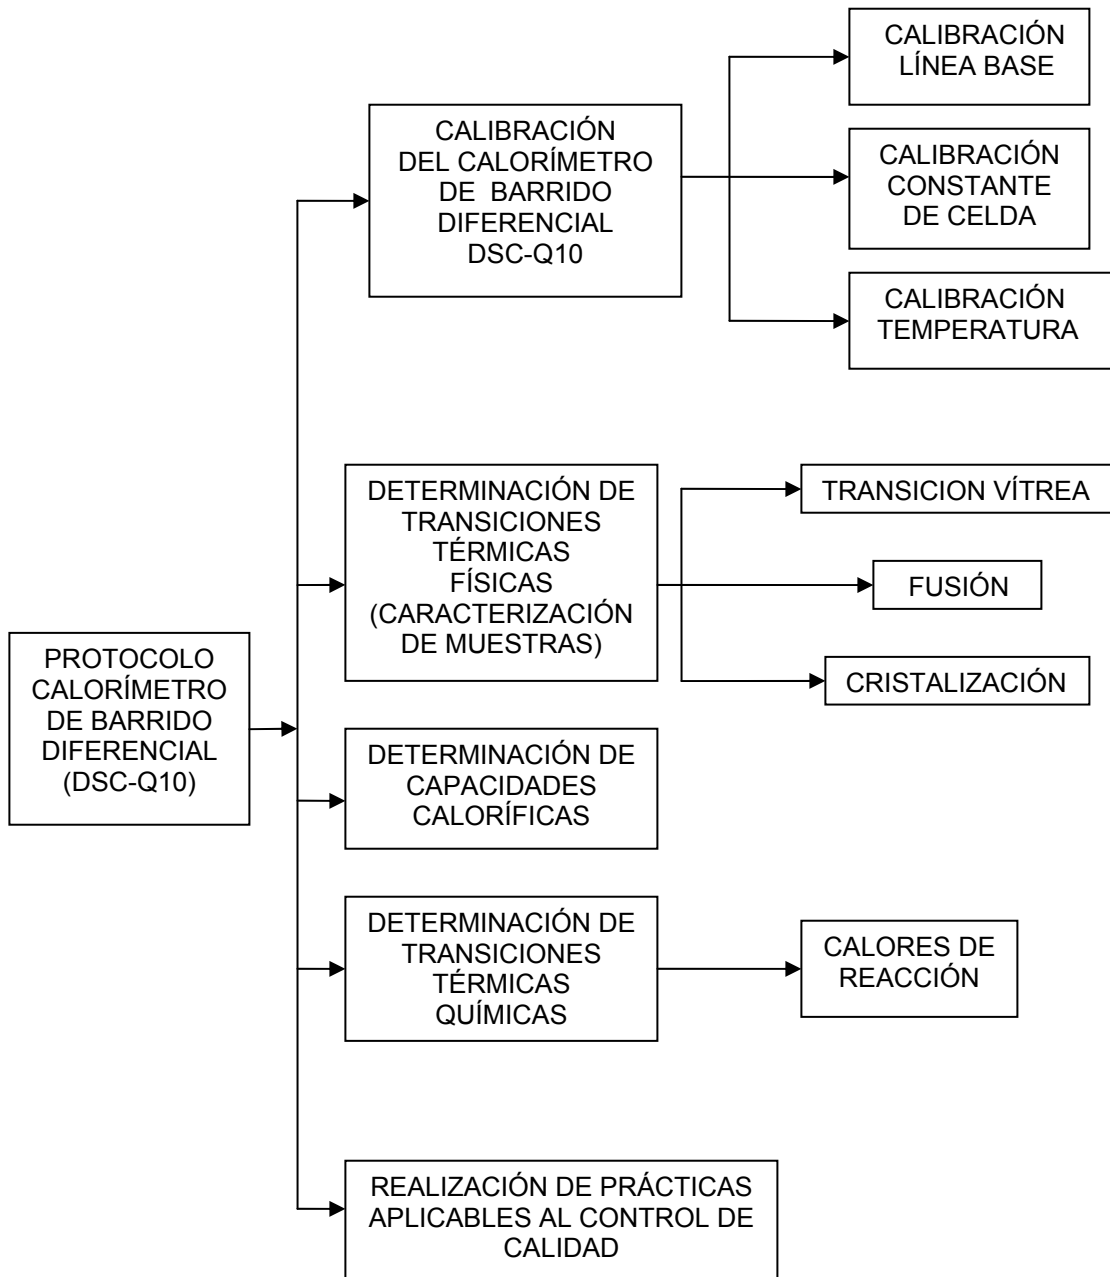 PROTOCOLO
CALORÍMETRO
DE BARRIDO
DIFERENCIAL
(DSC-Q10)
CALIBRACIÓN
DEL CALORÍMETRO
DE BARRIDO
DIFERENCIAL
DSC-Q10
CALIBRACIÓN
LÍNEA BASE
CALIBRACIÓN
CONSTANTE
DE CELDA
CALIBRACIÓN
TEMPERATURA
DETERMINACIÓN DE
TRANSICIONES
TÉRMICAS
FÍSICAS
(CARACTERIZACIÓN
DE MUESTRAS)
TRANSICION VÍTREA
FUSIÓN
CRISTALIZACIÓN
DETERMINACIÓN DE
CAPACIDADES
CALORÍFICAS
DETERMINACIÓN DE
TRANSICIONES
TÉRMICAS
QUÍMICAS
CALORES DE
REACCIÓN
REALIZACIÓN DE PRÁCTICAS
APLICABLES AL CONTROL DE
CALIDAD